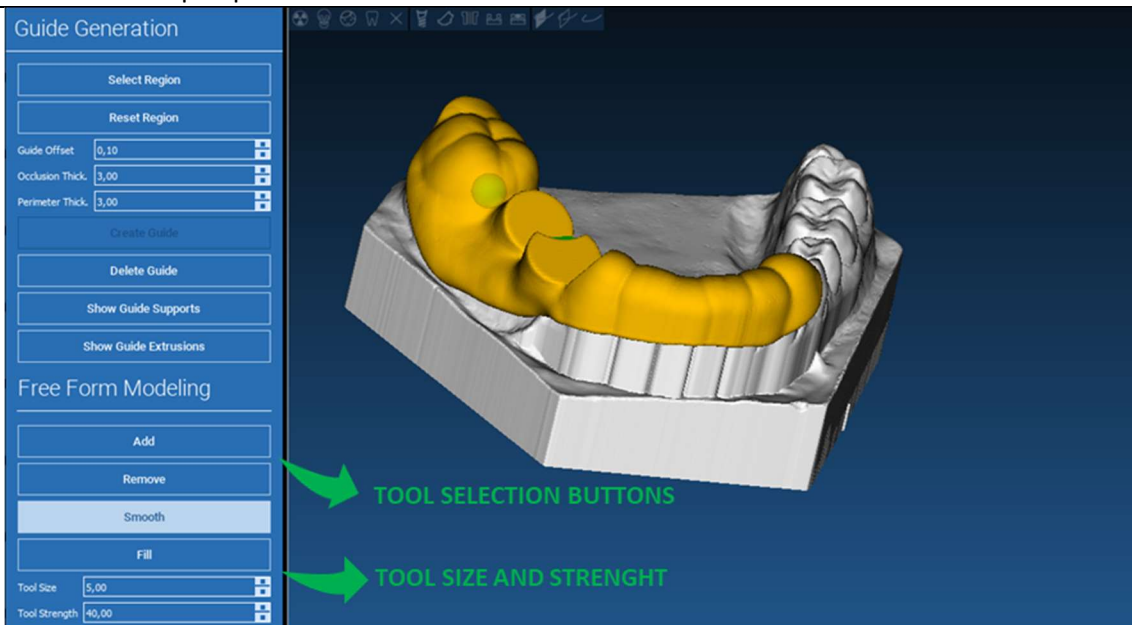 Guide Generation
Select Region
Reset Region
Guide Offset 0,10
Occlusion Thick. 3,00
Perimeter Thick. 3,00
Create Guide
Delete Guide
Show Guide Supports
Show Guide Extrusions
Free Form Modeling
Add
Remove
TOOL SELECTION BUTTONS
Smooth
Fill
TOOL SIZE AND STRENGHT
Tool Size 5,00
Tool Strength 40,00